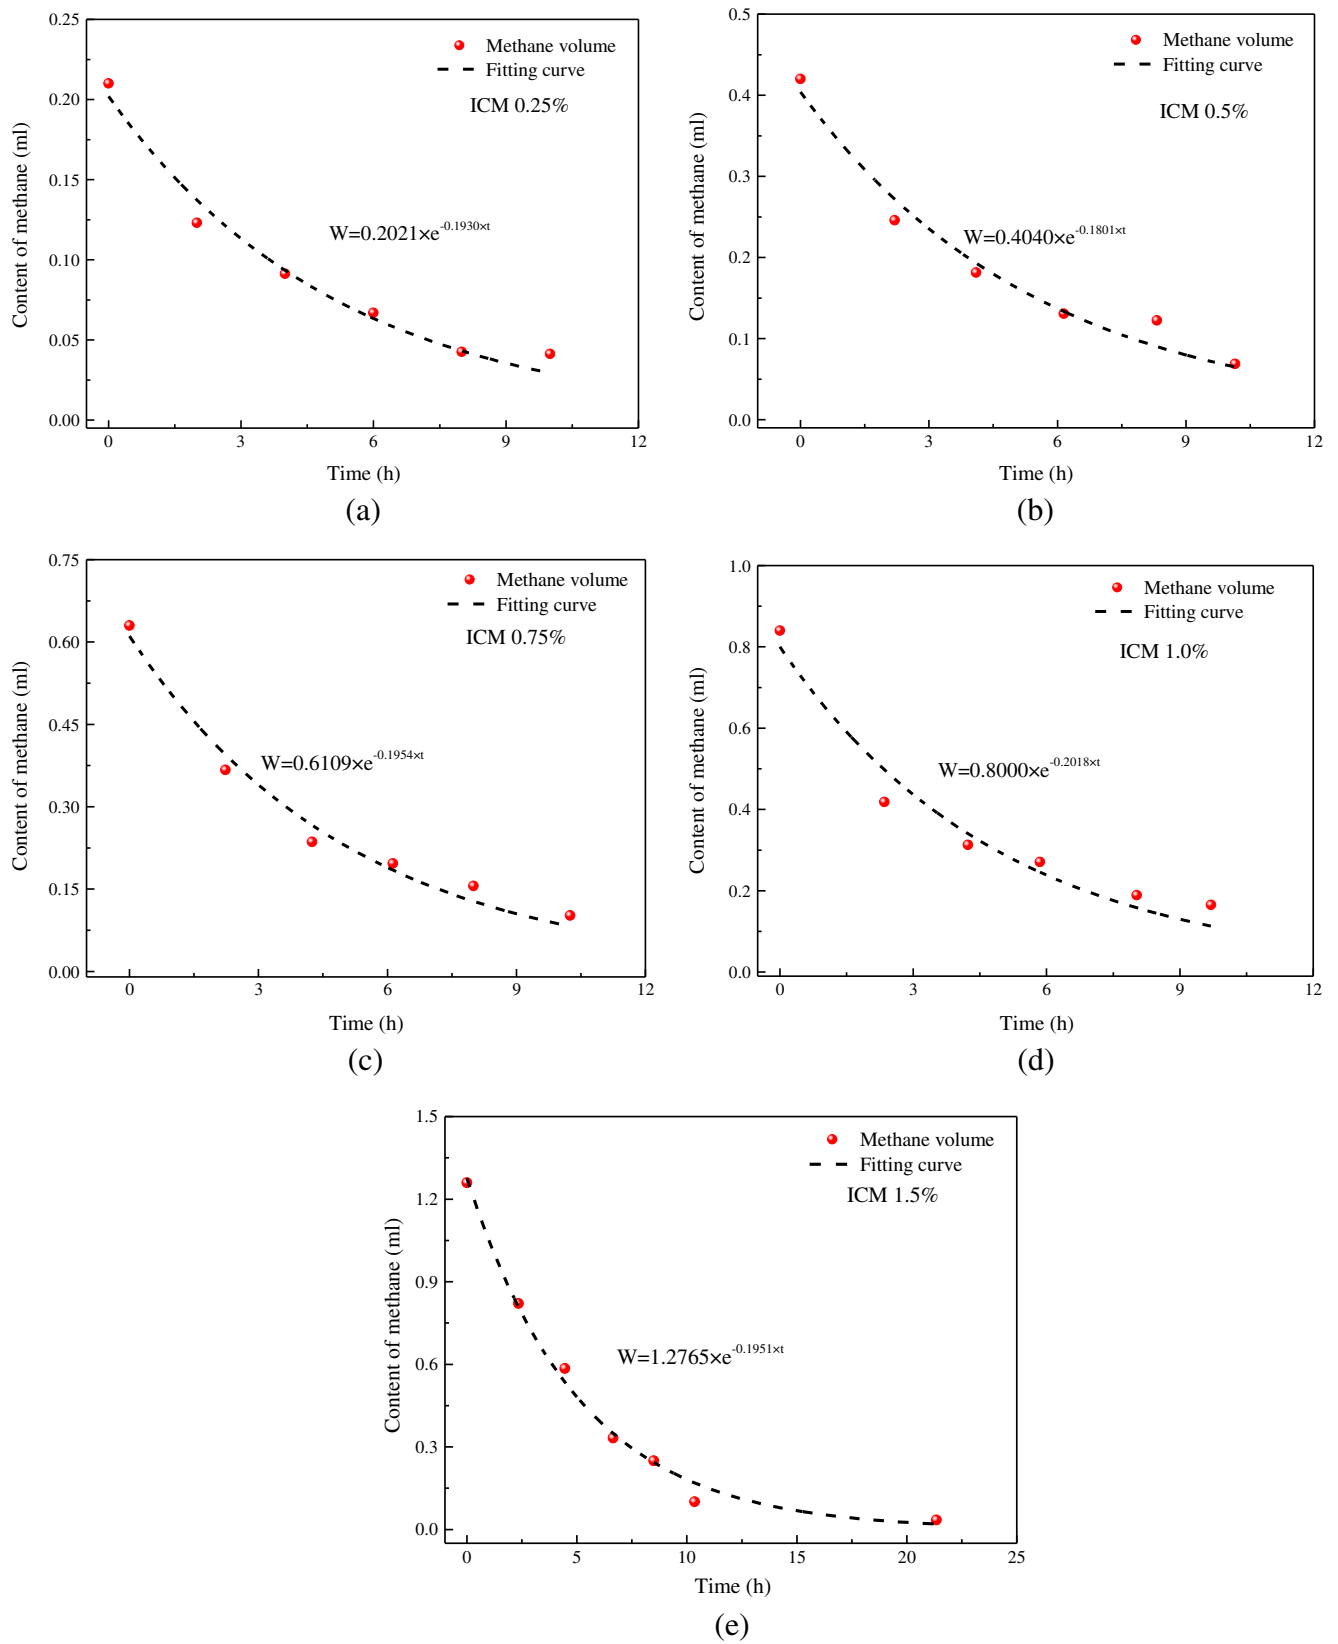 0.25
0.20
0.15
0.10
0.05
0.00
Content of methane (ml)
Methane volume
Fitting curve
ICM 0.25%
W=0.2021×e^-0.1930×t
0 3 6 9 12
Time (h)
(a)
0.5
0.4
0.3
0.2
0.1
0.0
Content of methane (ml)
Methane volume
Fitting curve
ICM 0.5%
W=0.4040×e^-0.1801×t
0 3 6 9 12
Time (h)
(b)
0.75
0.60
0.45
0.30
0.15
0.00
Content of methane (ml)
Methane volume
Fitting curve
ICM 0.75%
W=0.6109×e^-0.1954×t
0 3 6 9 12
Time (h)
(c)
1.0
0.8
0.6
0.4
0.2
0.0
Content of methane (ml)
Methane volume
Fitting curve
ICM 1.0%
W=0.8000×e^-0.2018×t
0 3 6 9 12
Time (h)
(d)
1.5
1.2
0.9
0.6
0.3
0.0
Content of methane (ml)
Methane volume
Fitting curve
ICM 1.5%
W=1.2765×e^-0.1951×t
0 5 10 15 20 25
Time (h)
(e)